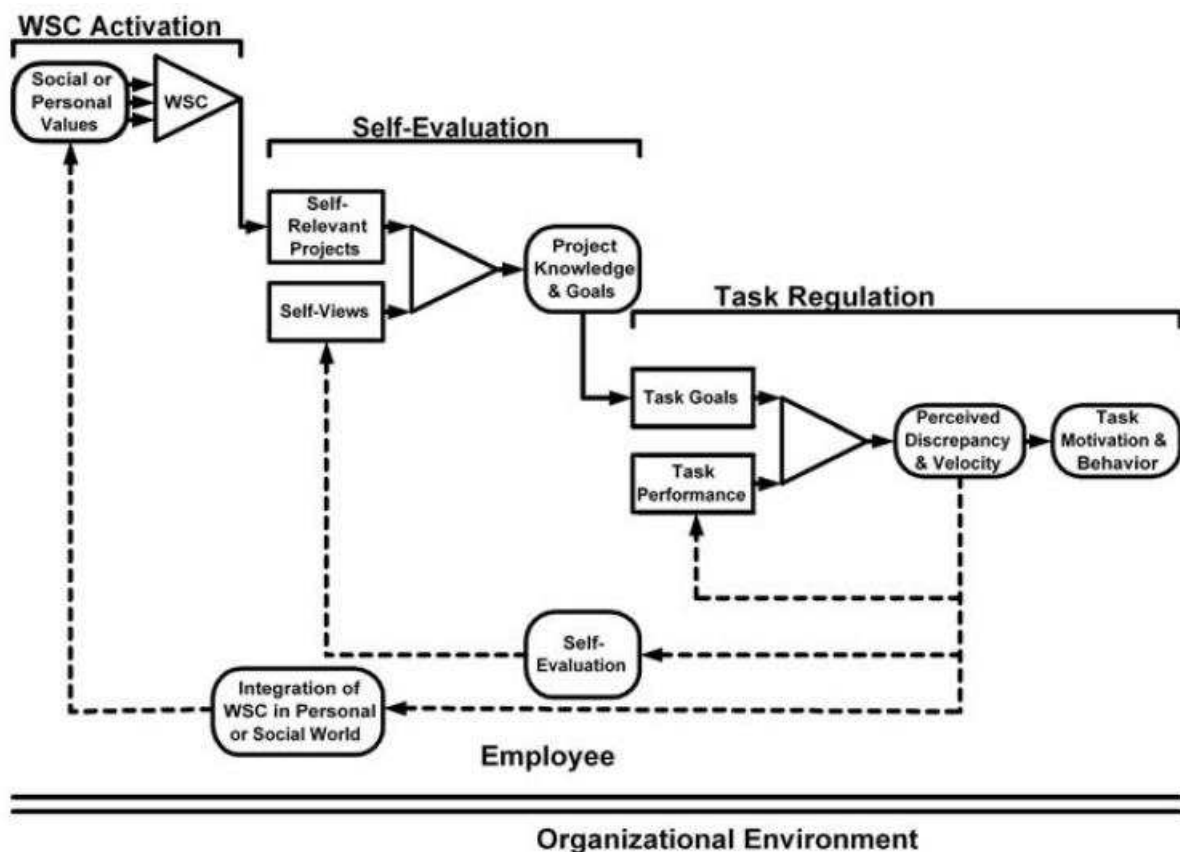 WSC Activation
Social or
Personal
Values
WSC
Self-Evaluation
Self-
Relevant
Projects
Self-Views
Project
Knowledge
& Goals
Task Regulation
Task Goals
Task
Performance
Perceived
Discrepancy
& Velocity
Task
Motivation &
Behavior
Self-
Evaluation
Integration of
WSC in Personal
or Social World
Employee
Organizational Environment